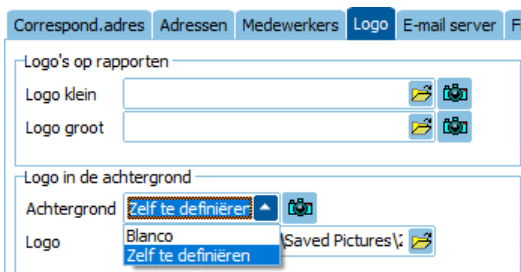 Correspond.adres Adressen Medewerkers Logo E-mail server
Logo's op rapporten
Logo klein
Logo groot
Logo in de achtergrond
Achtergrond Zelf te definiëren
Blanco
Logo \Saved Pictures\
Zelf te definiëren